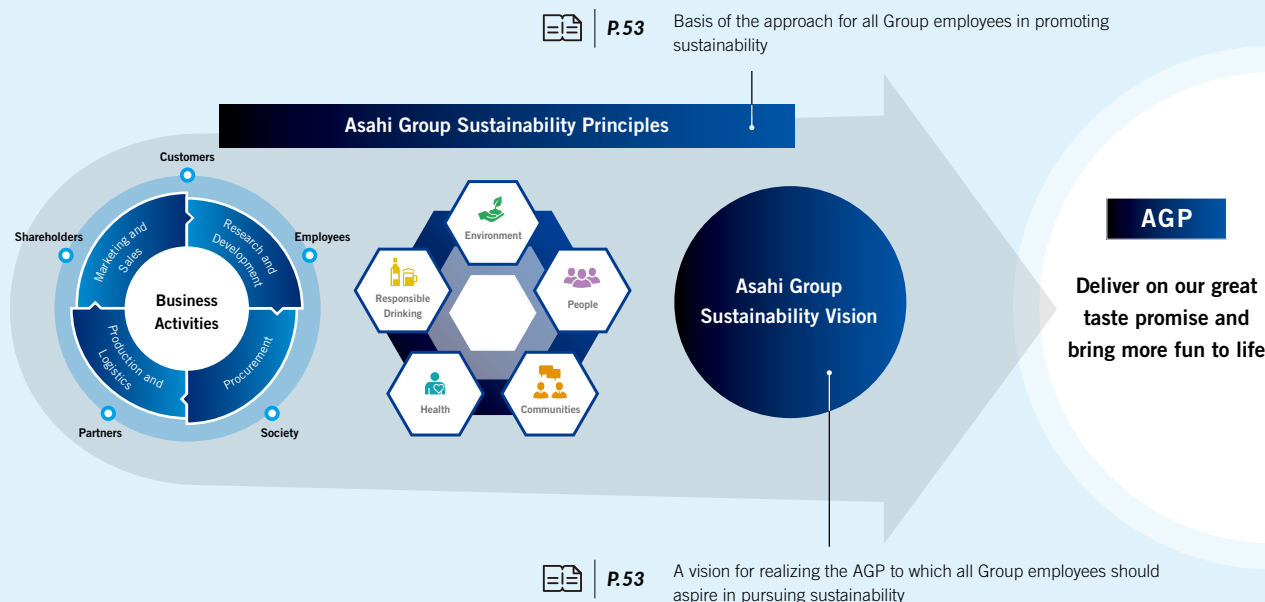 P.53
Basis of the approach for all Group employees in promoting
sustainability
Asahi Group Sustainability Principles
Customers
Shareholders
Employees
Partners
Society
Marketing and
Sales
Research and
Development
Production and
Logistics
Procurement
Business
Activities
Environment
Responsible
Drinking
People
Health
Communities
Asahi Group
Sustainability Vision
AGP
Deliver on our great
taste promise and
bring more fun to life
P.53
A vision for realizing the AGP to which all Group employees should
aspire in pursuing sustainability